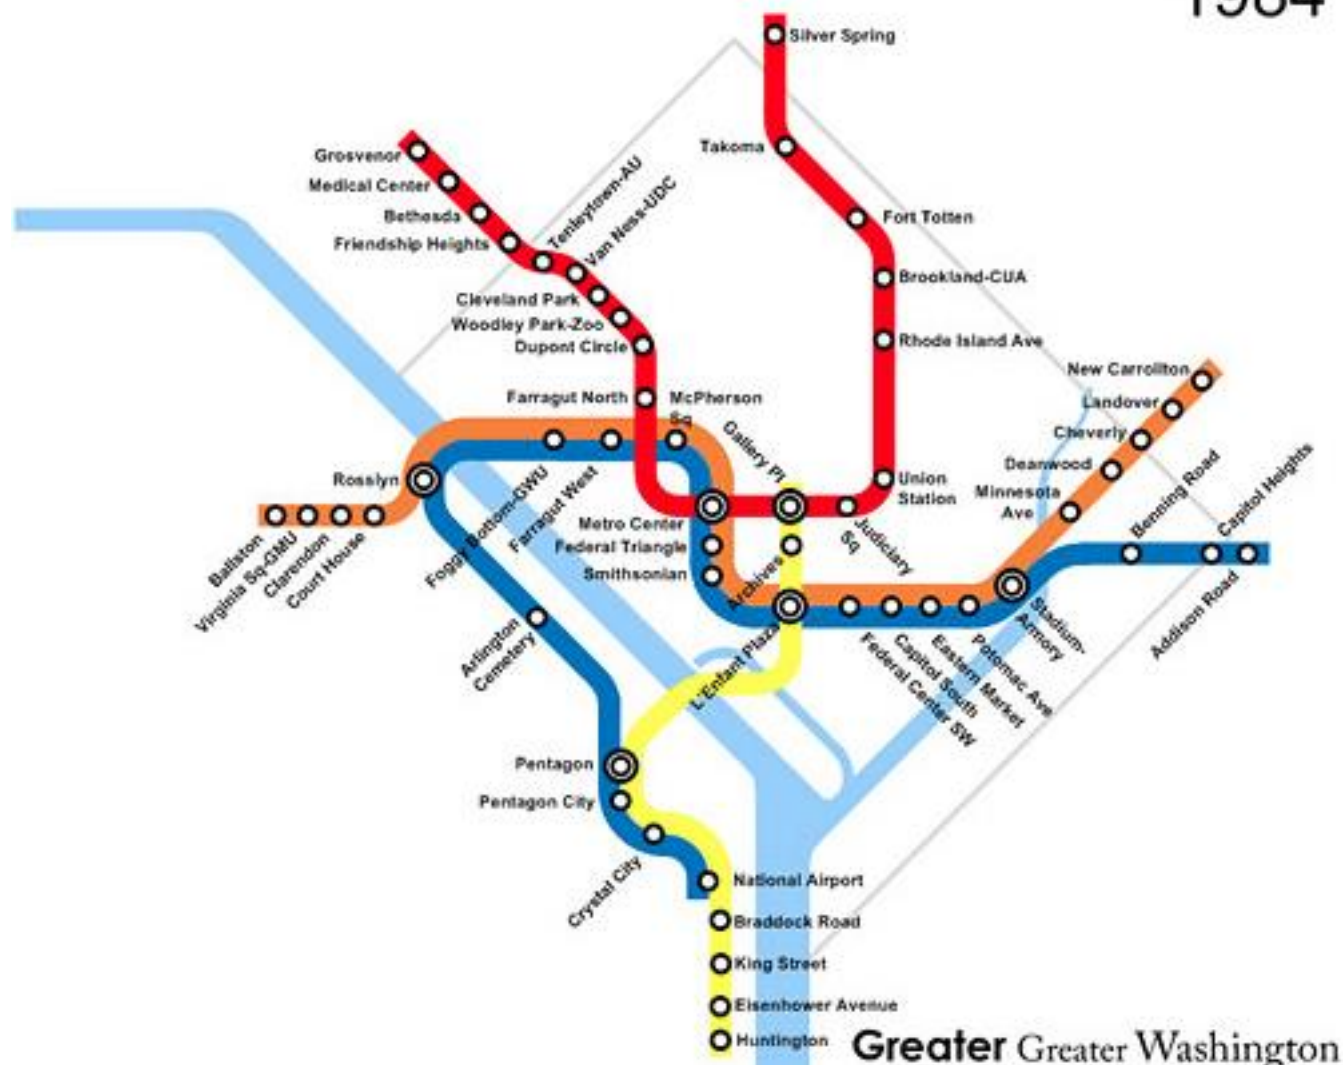 1984
Silver Spring
Takoma
Grosvenor
Medical Center
Bethesda
Friendship Heights
Tenleytown-AU
Van Ness-UDC
Cleveland Park
Woodley Park-Zoo
Dupont Circle
Farragut North
McPherson
Sq
Gallery Pl
Fort Totten
Brookland-CUA
Rhode Island Ave
Union
Station
Judiciary
Sq
New Carrollton
Landover
Cheverly
Deanwood
Minnesota
Ave
Benning Road
Capitol Heights
Addison Road
Rosslyn
Ballston
Virginia Sq-GMU
Clarendon
Court House
Foggy Bottom-GWU
Farragut West
Metro Center
Federal Triangle
Smithsonian
Archives
L'Enfant Plaza
Stadium-
Armory
Potomac Ave
Eastern Market
Capitol South
Federal Center SW
Arlington
Cemetery
Pentagon
Pentagon City
Crystal City
National Airport
Braddock Road
King Street
Eisenhower Avenue
Huntington
Greater Greater Washington